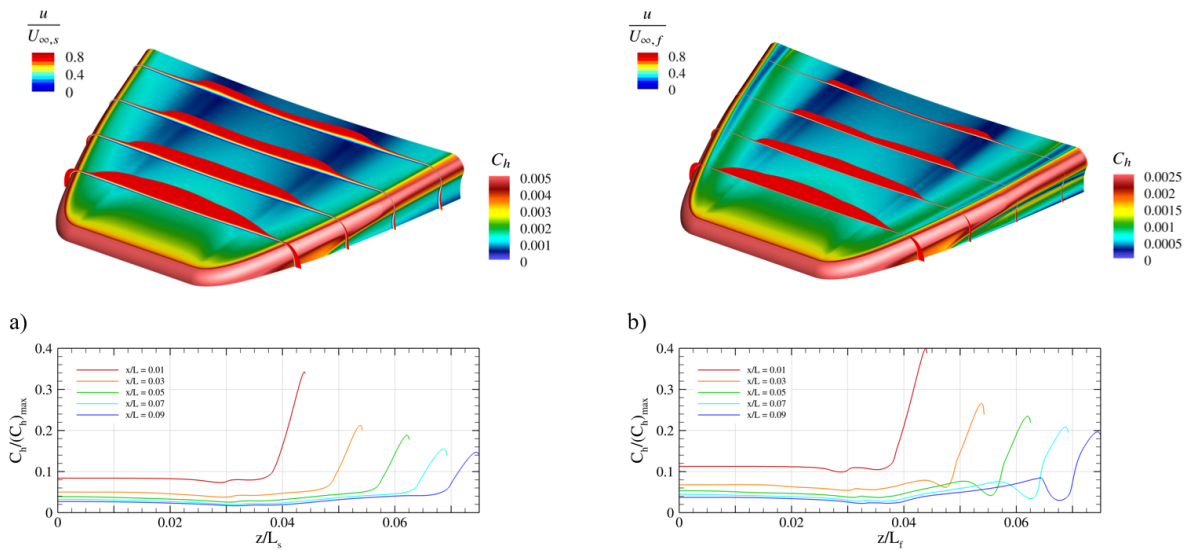 u
U∞,s
0.8
0.4
0
C_h
0.005
0.004
0.003
0.002
0.001
0
a)
u
U∞,f
0.8
0.4
0
C_h
0.0025
0.002
0.0015
0.001
0.0005
0
b)
0.4
0.3
0.2
0.1
0
C_h/(C_h)_max
x/L = 0.01
x/L = 0.03
x/L = 0.05
x/L = 0.07
x/L = 0.09
0 0.02 0.04 0.06
z/L_s
0.4
0.3
0.2
0.1
0
C_h/(C_h)_max
x/L = 0.01
x/L = 0.03
x/L = 0.05
x/L = 0.07
x/L = 0.09
0 0.02 0.04 0.06
z/L_f